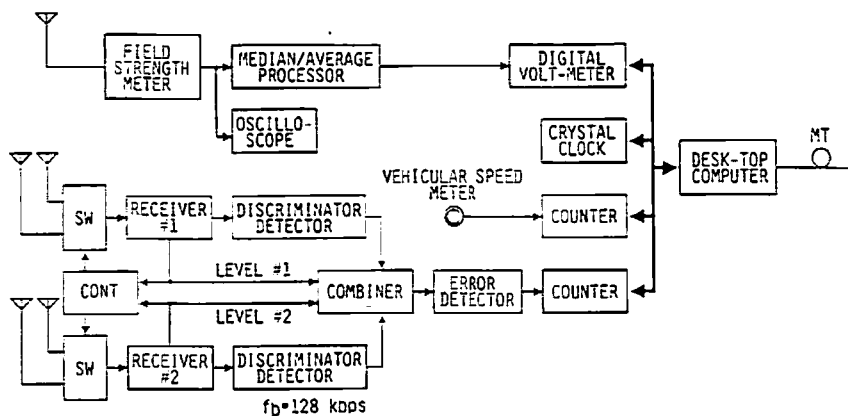 FIELD
STRENGTH
METER
MEDIAN/AVERAGE
PROCESSOR
DIGITAL
VOLT-METER
OSCILLO-
SCOPE
CRYSTAL
CLOCK
DESK-TOP
COMPUTER
MT
VEHICULAR SPEED
METER
COUNTER
SW
RECEIVER
#1
DISCRIMINATOR
DETECTOR
CONT
LEVEL #1
LEVEL #2
COMBINER
ERROR
DETECTOR
COUNTER
SW
RECEIVER
#2
DISCRIMINATOR
DETECTOR
fb=128 kbps